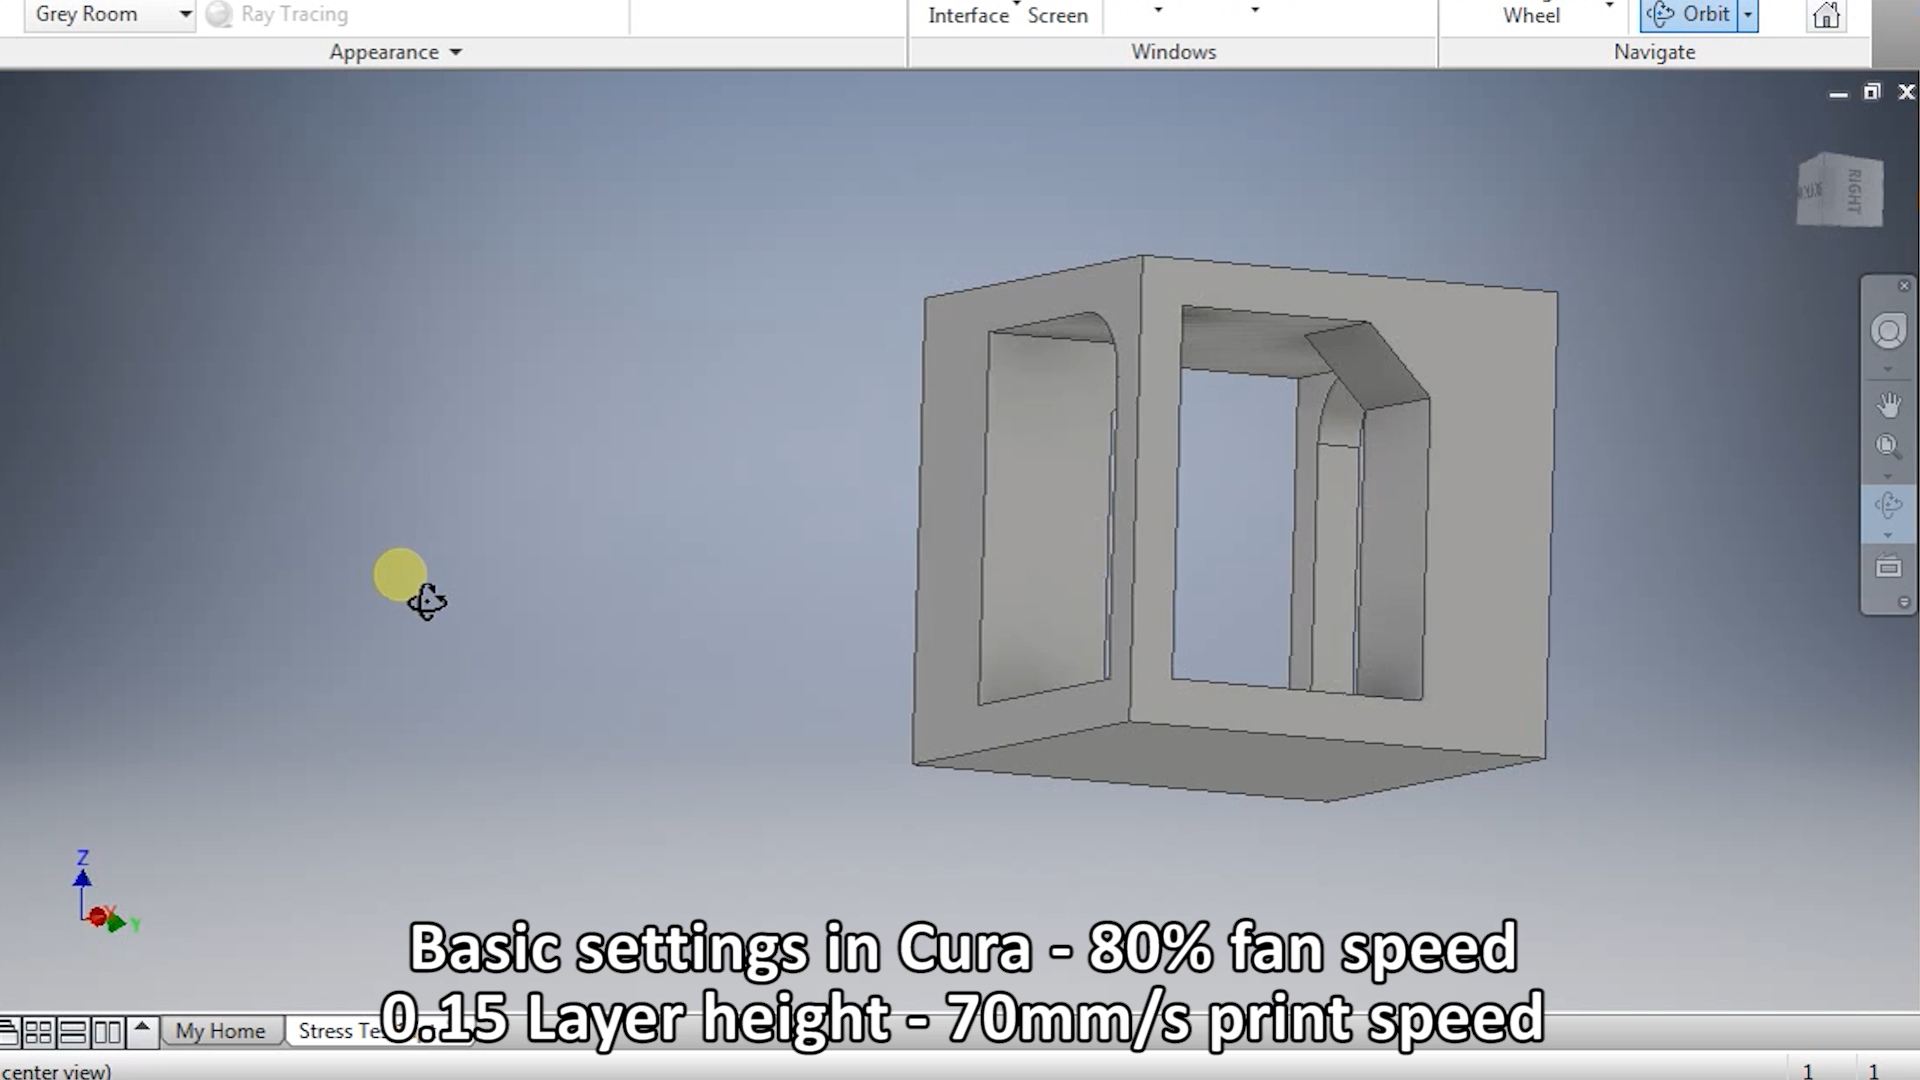 Grey Room
Ray Tracing
Interface
Screen
Wheel
Orbit
Appearance
Windows
Navigate
RIGHT
Z
X
Y
Basic settings in Cura - 80% fan speed
0.15 Layer height - 70mm/s print speed
My Home
Stress Te
center view)
1
1